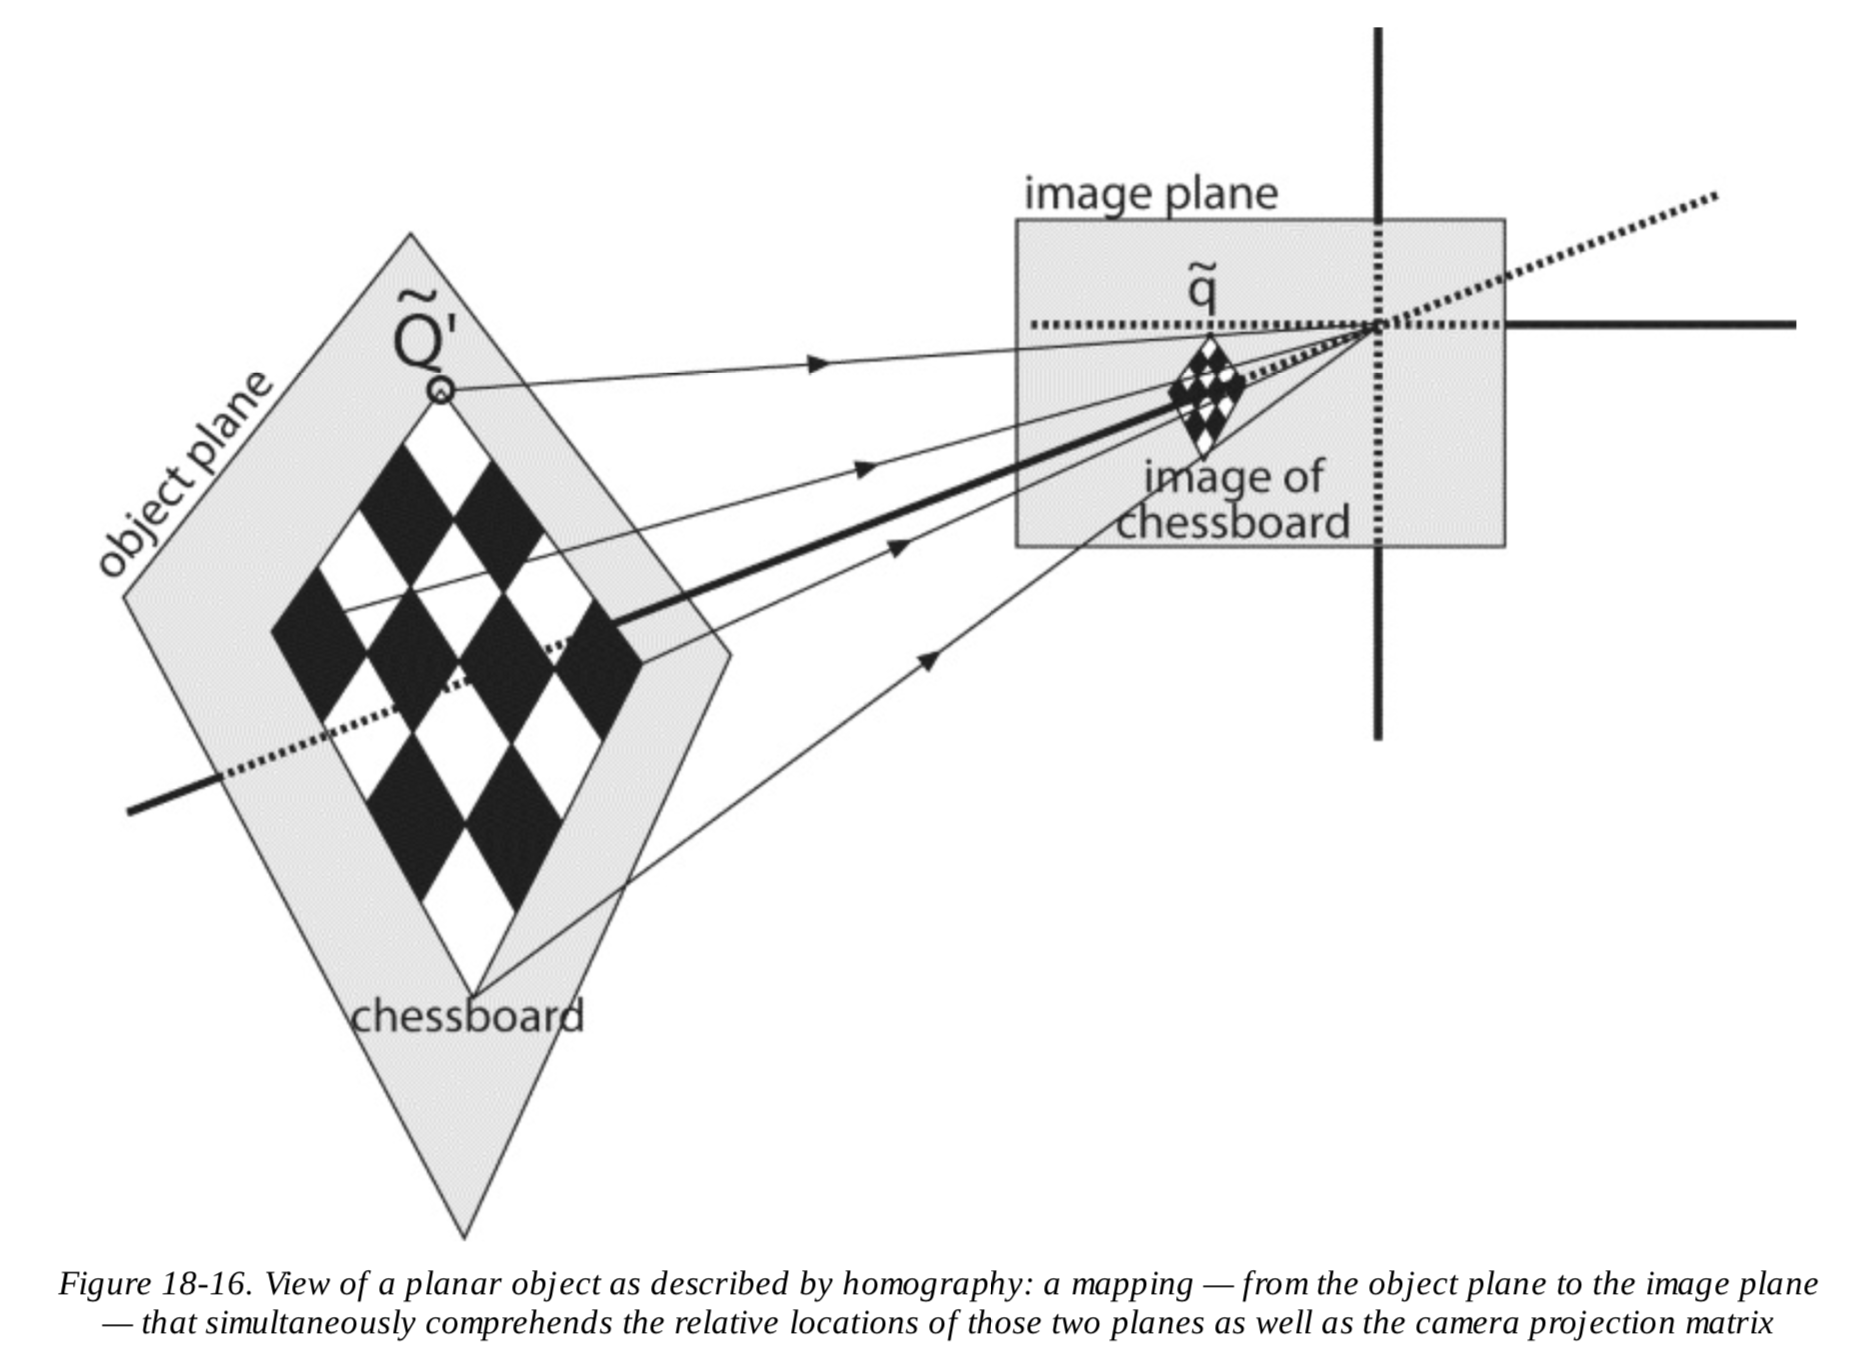 image plane
q̃
Q̃'
object plane
image of
chessboard
chessboard
Figure 18-16. View of a planar object as described by homography: a mapping — from the object plane to the image plane
— that simultaneously comprehends the relative locations of those two planes as well as the camera projection matrix